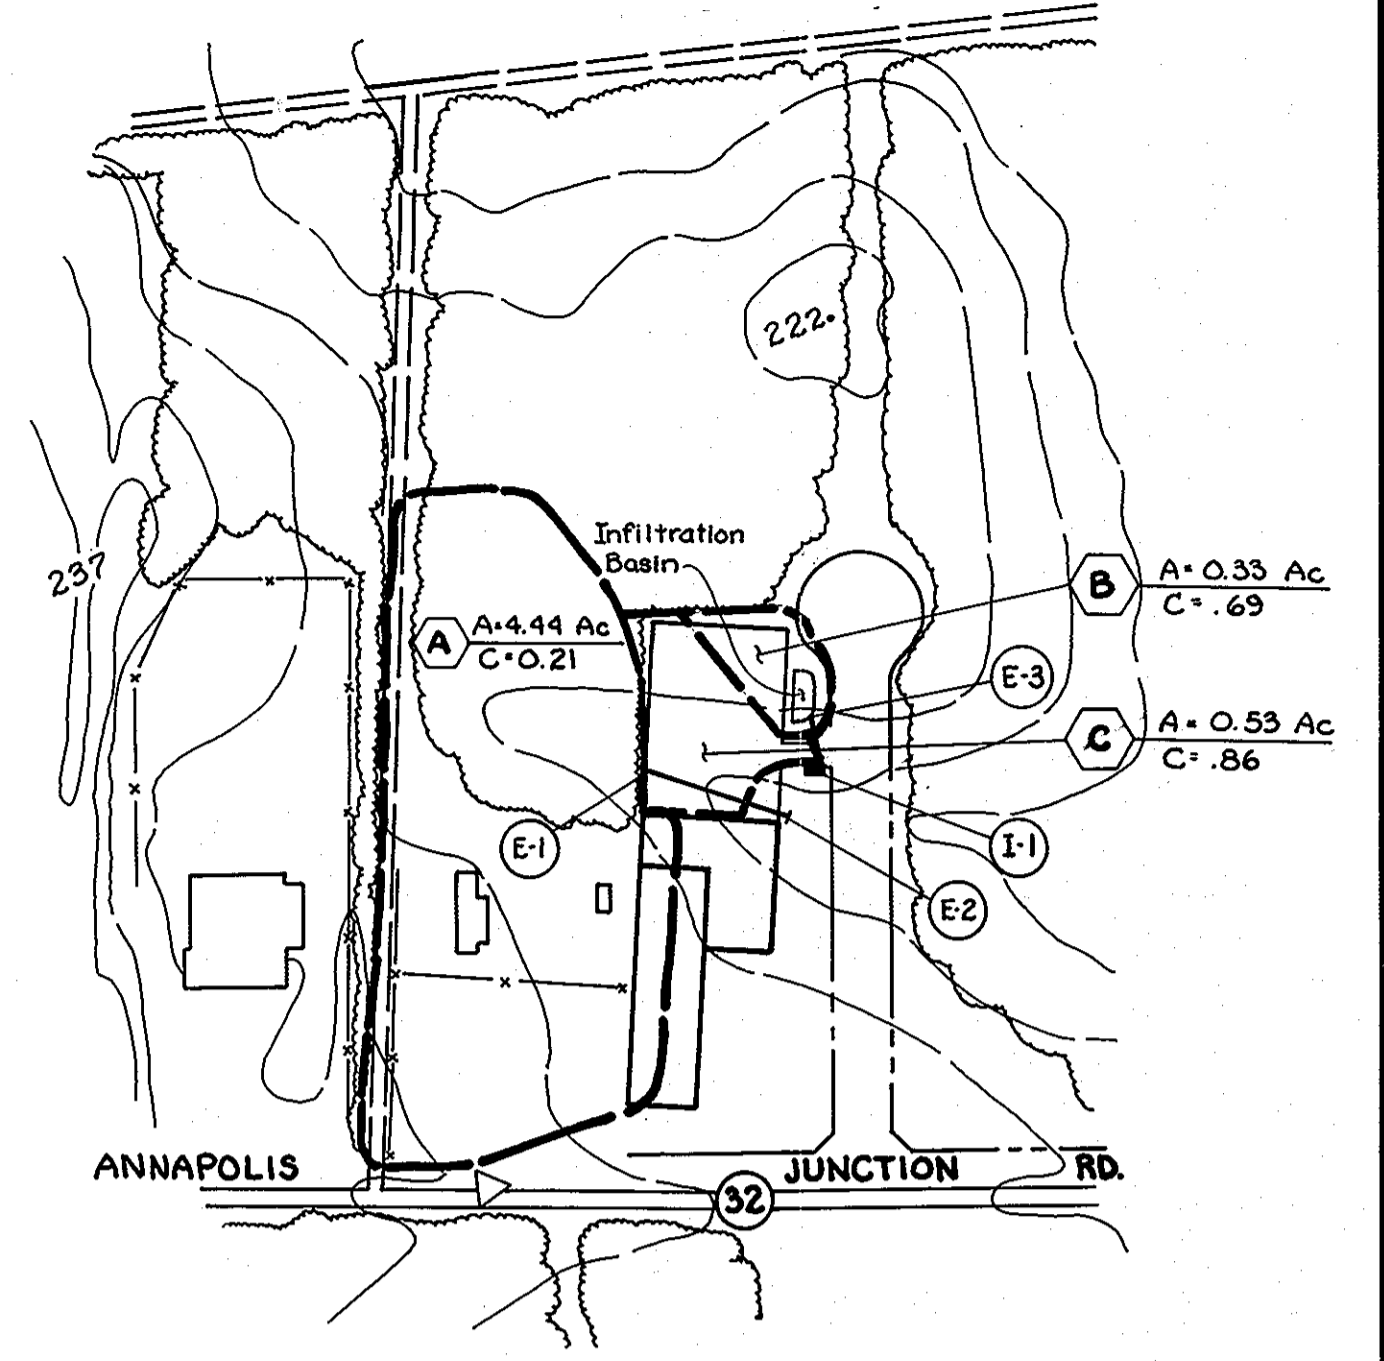 222.
Infiltration
Basin
237
B
A = 0.33 Ac
C = .69
A
A = 4.44 Ac
C = 0.21
E-3
C
A = 0.53 Ac
C = .86
E-1
I-1
E-2
ANNAPOLIS JUNCTION RD.
32